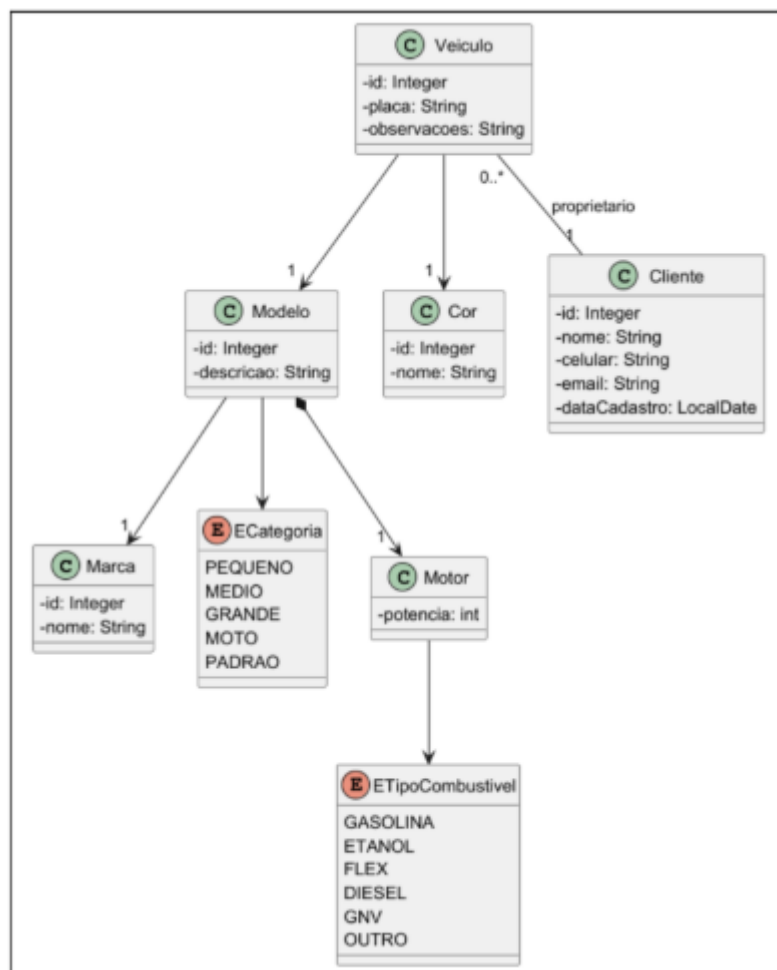 C Veiculo
-id: Integer
-placa: String
-observacoes: String
0..*
proprietario
1
1
1
C Modelo
-id: Integer
-descricao: String
C Cor
-id: Integer
-nome: String
C Cliente
-id: Integer
-nome: String
-celular: String
-email: String
-dataCadastro: LocalDate
1
1
C Marca
-id: Integer
-nome: String
E ECategoria
PEQUENO
MEDIO
GRANDE
MOTO
PADRAO
C Motor
-potencia: int
E ETipoCombustivel
GASOLINA
ETANOL
FLEX
DIESEL
GNV
OUTRO